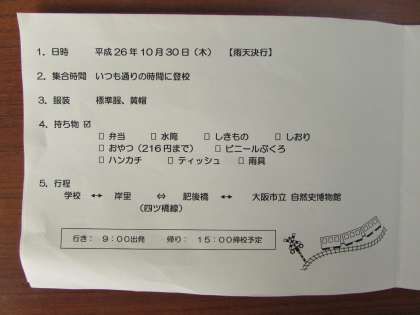 1．日時　平成26年10月30日（木）　【雨天決行】
2．集合時間　いつも通りの時間に登校
3．服装　標準服、黄帽
4．持ち物 ☑
□ 弁当　□ 水筒　□ しきもの　□ しおり
□ おやつ（216円まで）　□ ビニールぶくろ
□ ハンカチ　□ ティッシュ　□ 雨具
5．行程
学校　↔　岸里　⇔　肥後橋　↔　大阪市立 自然史博物館
（四ツ橋線）
行き：　9：00出発　　帰り：　15：00帰校予定